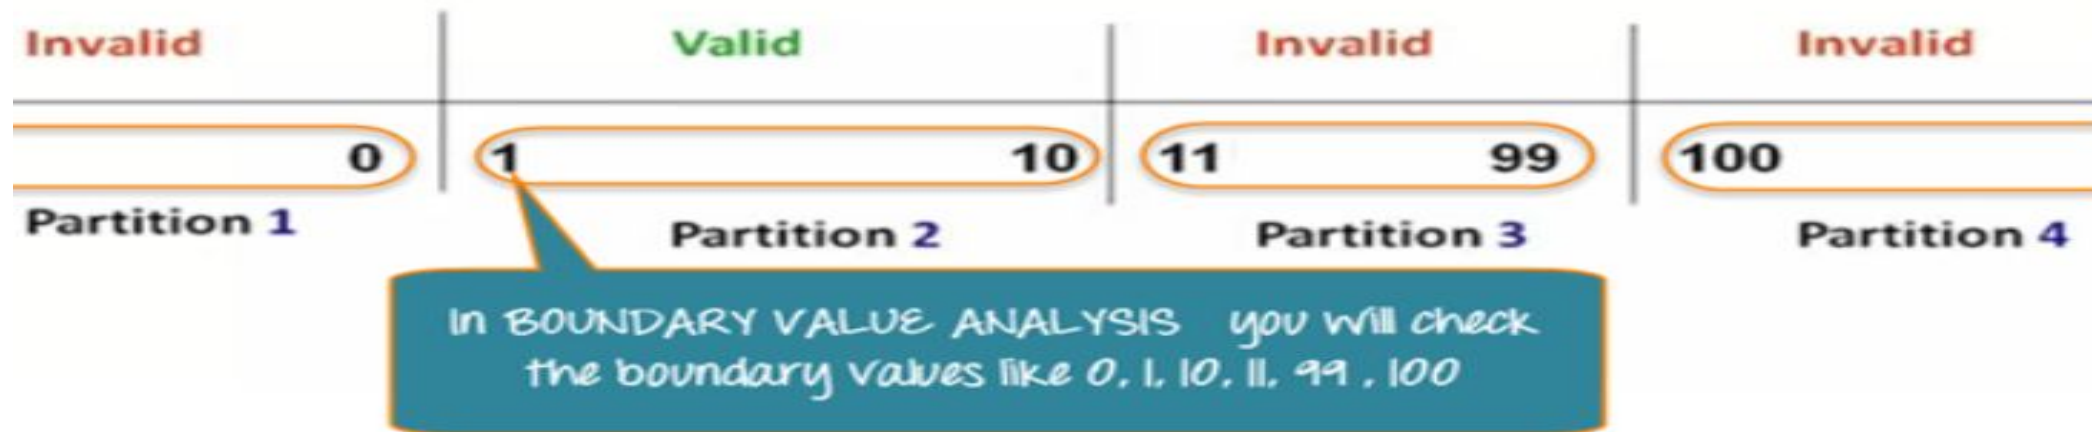 Invalid Valid Invalid Invalid
0 1 10 11 99 100
Partition 1 Partition 2 Partition 3 Partition 4
In BOUNDARY VALUE ANALYSIS you will check
the boundary values like 0, 1, 10, 11, 99 , 100